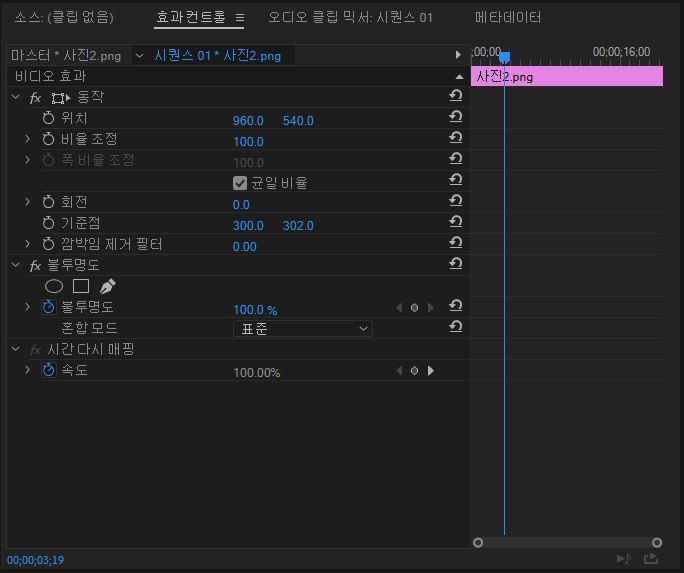 소스: (클립 없음) 효과 컨트롤 오디오 클립 믹서: 시퀀스 01 메타데이터
마스터 * 사진2.png 시퀀스 01 * 사진2.png ;00;00 00;00;16;00
비디오 효과 사진2.png
fx 동작
위치 960.0 540.0
비율 조정 100.0
폭 비율 조정 100.0
균일 비율
회전 0.0
기준점 300.0 302.0
깜박임 제거 필터 0.00
fx 불투명도
불투명도 100.0 %
혼합 모드 표준
fx 시간 다시 매핑
속도 100.00%
00;00;03;19